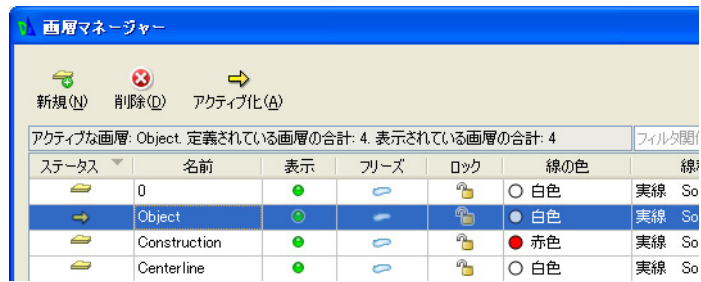 画層マネージャー
新規(N) 削除(D) アクティブ化(A)
アクティブな画層: Object. 定義されている画層の合計: 4. 表示されている画層の合計: 4 フィルタ関
ステータス 名前 表示 フリーズ ロック 線の色 線
0 白色 実線 So
Object 白色 実線 So
Construction 赤色 実線 So
Centerline 白色 実線 So